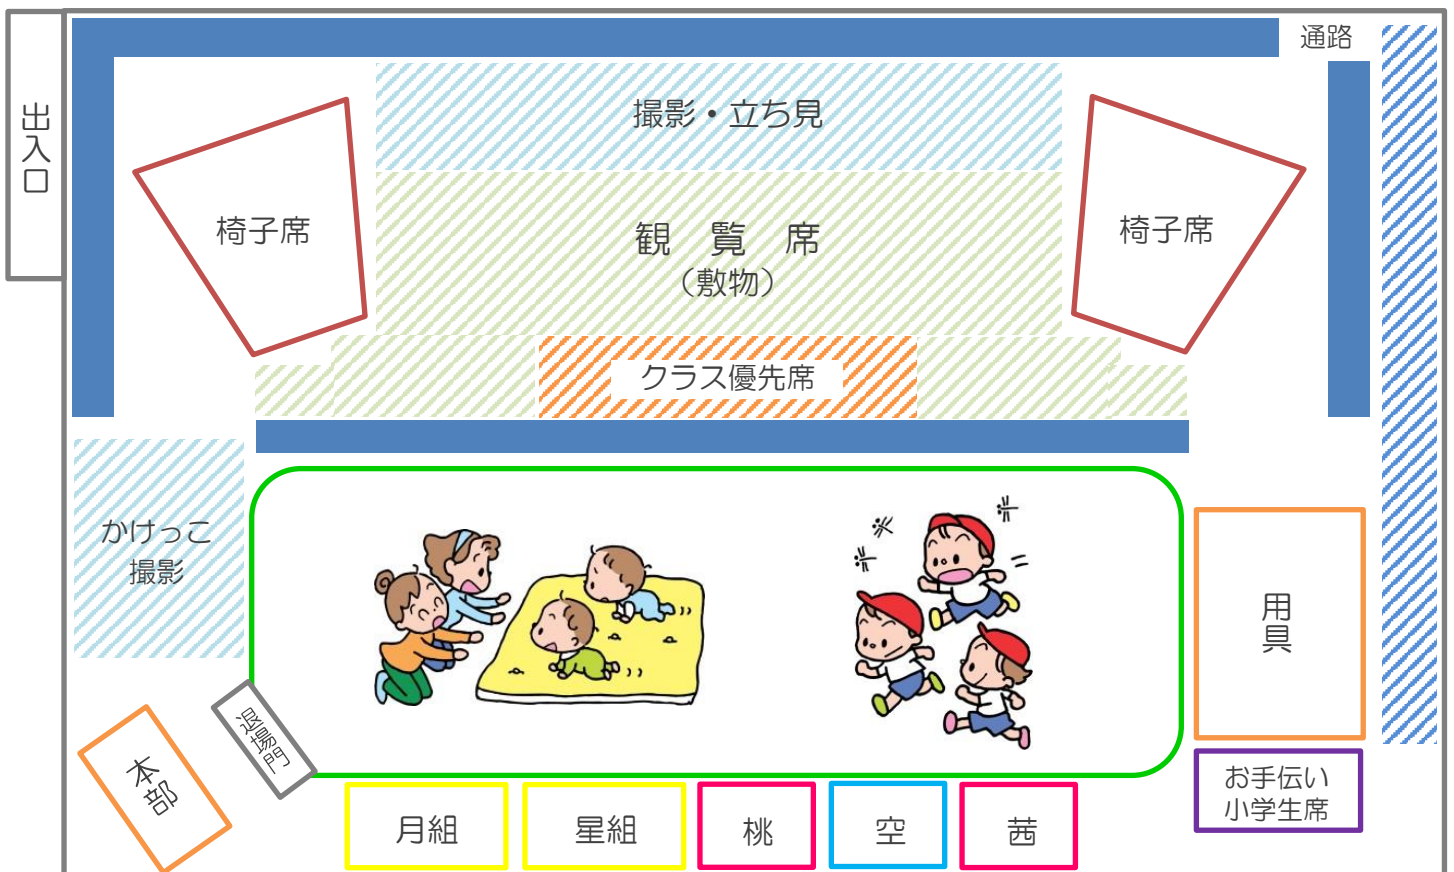 通路
出入口
撮影・立ち見
椅子席
観覧席
（敷物）
椅子席
クラス優先席
かけっこ
撮影
用具
退場門
本部
お手伝い
小学生席
月組
星組
桃
空
茜